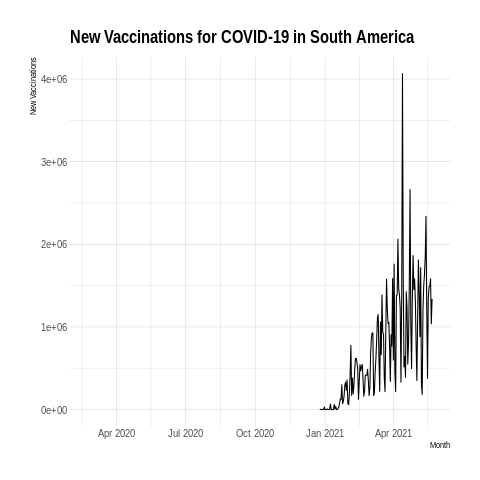 New Vaccinations for COVID-19 in South America
New Vaccinations
4e+06
3e+06
2e+06
1e+06
0e+00
Apr 2020 Jul 2020 Oct 2020 Jan 2021 Apr 2021
Month